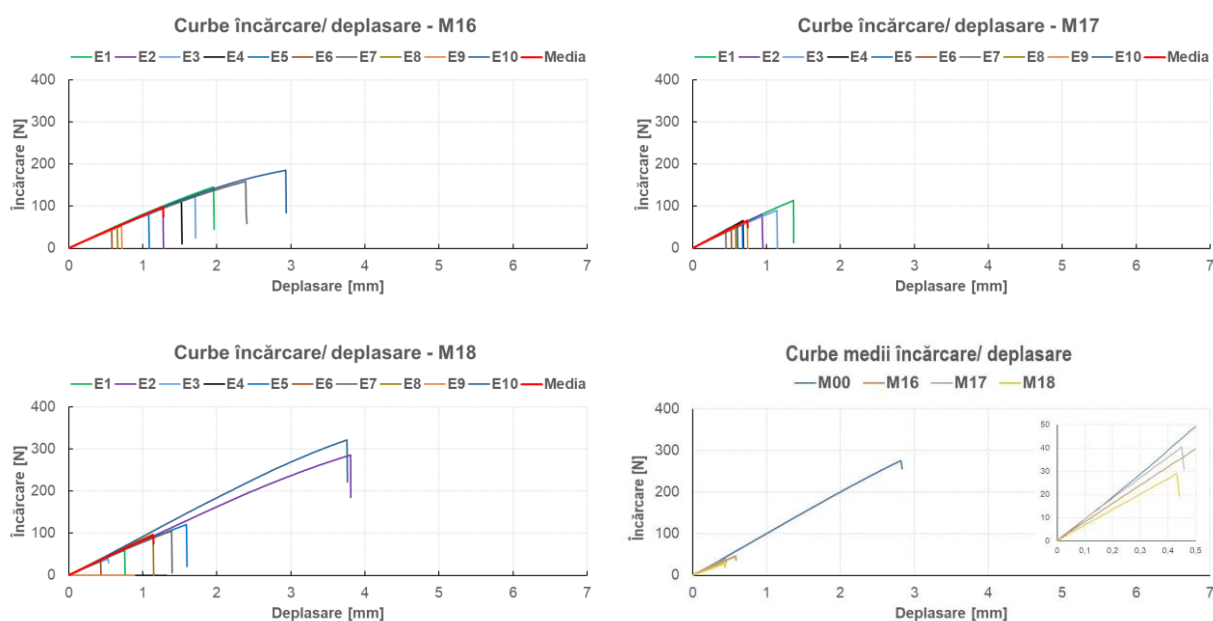 Curbe încărcare/ deplasare - M16
E1 E2 E3 E4 E5 E6 E7 E8 E9 E10 Media
Încărcare [N]
400
300
200
100
0
0 1 2 3 4 5 6 7
Deplasare [mm]
Curbe încărcare/ deplasare - M17
E1 E2 E3 E4 E5 E6 E7 E8 E9 E10 Media
Încărcare [N]
400
300
200
100
0
0 1 2 3 4 5 6 7
Deplasare [mm]
Curbe încărcare/ deplasare - M18
E1 E2 E3 E4 E5 E6 E7 E8 E9 E10 Media
Încărcare [N]
400
300
200
100
0
0 1 2 3 4 5 6 7
Deplasare [mm]
Curbe medii încărcare/ deplasare
M00 M16 M17 M18
Încărcare [N]
400
300
200
100
0
0 1 2 3 4 5 6 7
Deplasare [mm]
50
40
30
20
10
0
0 0,1 0,2 0,3 0,4 0,5